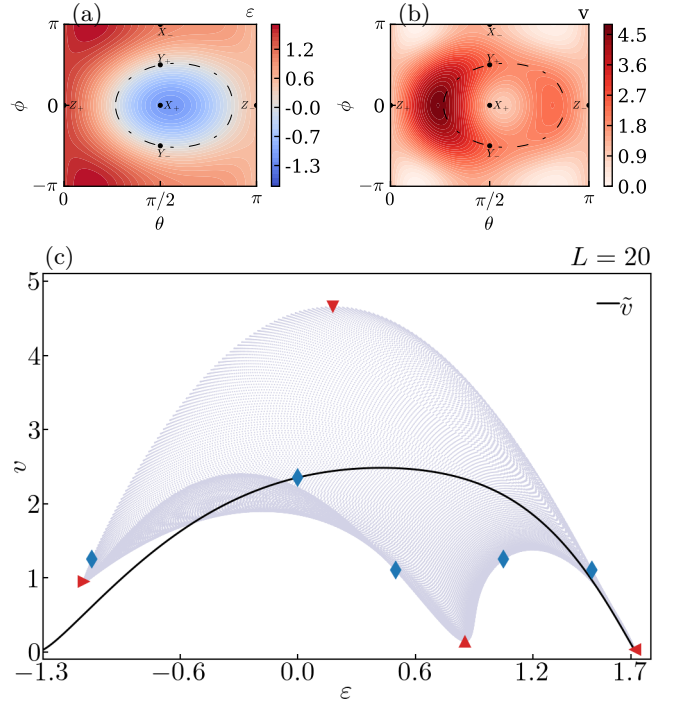 (a) ε
π
0
−π
ϕ
X₋
Y₊
Z₊ X₊ Z₋
Y₋
0 π/2 π
θ
1.2
0.6
-0.0
-0.7
-1.3
(b) v
π
0
−π
ϕ
X₋
Y₊
Z₊ X₊ Z₋
Y₋
0 π/2 π
θ
4.5
3.6
2.7
1.8
0.9
0.0
(c) L = 20
ṽ
5
4
3
2
1
0
v
−1.3 −0.6 0.0 0.6 1.2 1.7
ε